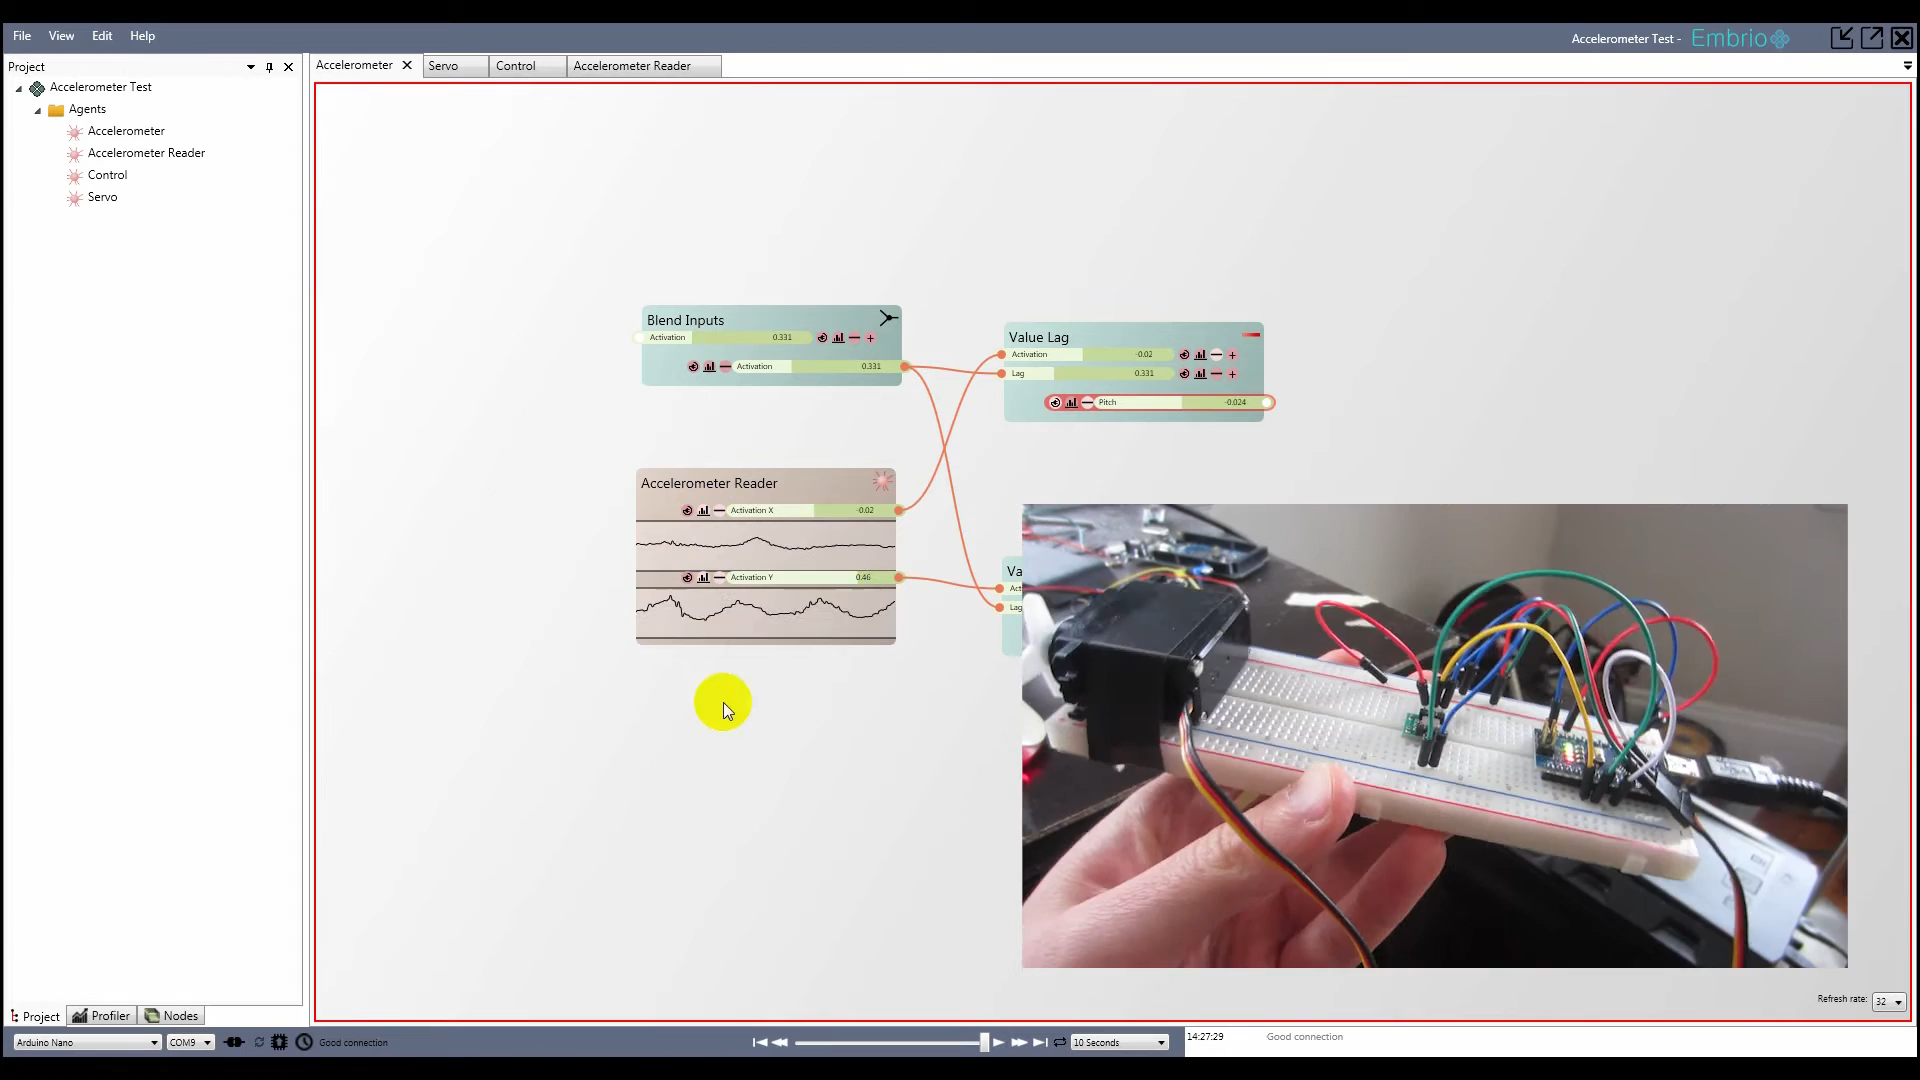 File View Edit Help
Accelerometer Test - Embrio
Project
Accelerometer Servo Control Accelerometer Reader
Accelerometer Test
Agents
Accelerometer
Accelerometer Reader
Control
Servo
Blend Inputs
Activation 0.331
Activation 0.331
Value Lag
Activation -0.02
Lag 0.331
Pitch -0.024
Accelerometer Reader
Activation X -0.02
Activation Y 0.46
Va
Act
Lag
Refresh rate: 32
Project Profiler Nodes
Arduino Nano COM9 Good connection 10 Seconds 14:27:29 Good connection